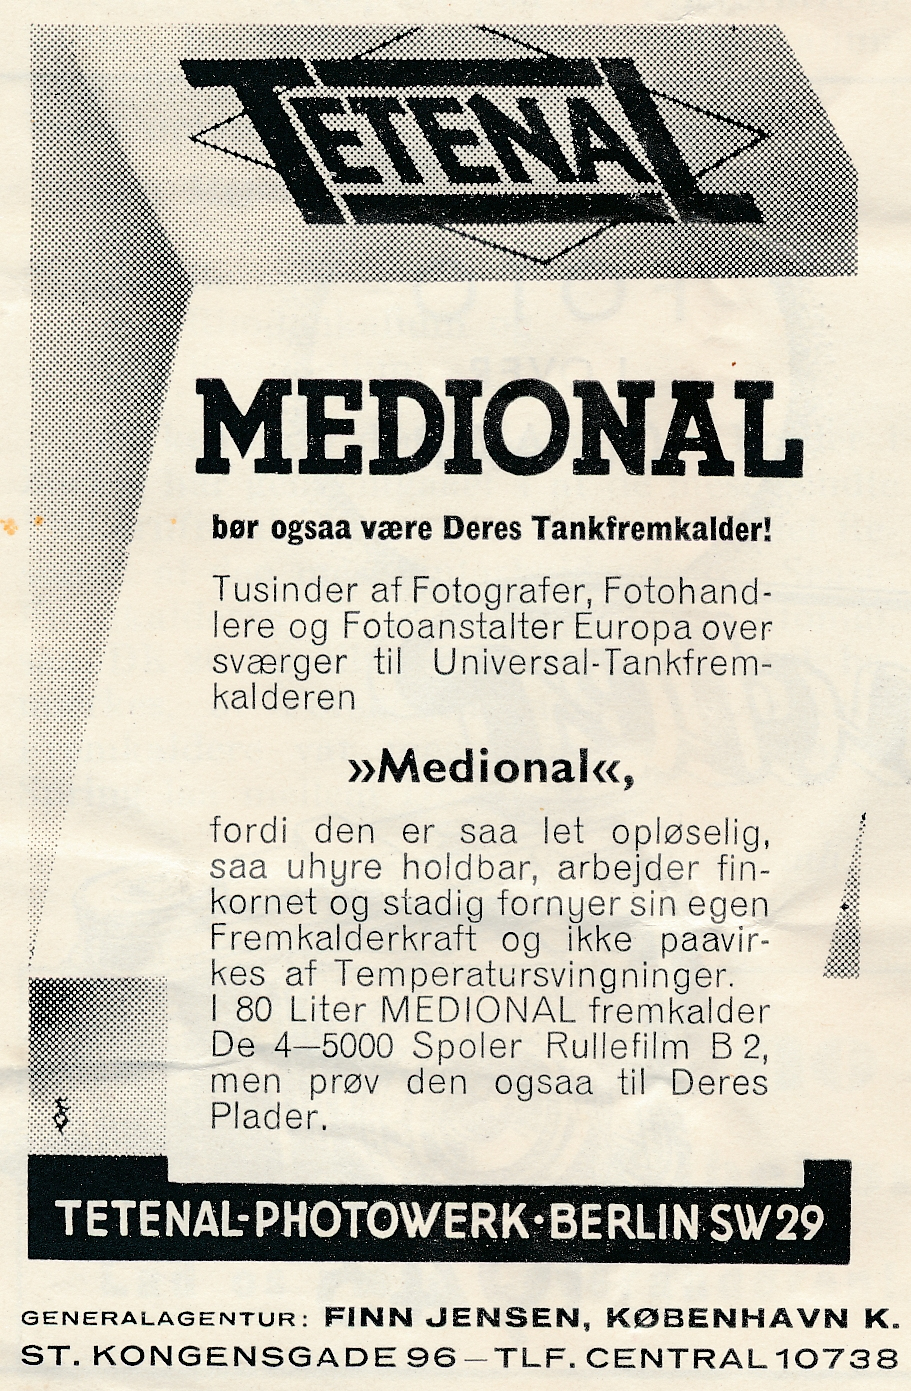 TETENAL
MEDIONAL
bør ogsaa være Deres Tankfremkalder!
Tusinder af Fotografer, Fotohand-
lere og Fotoanstalter Europa over
sværger til Universal-Tankfrem-
kalderen
»Medional«,
fordi den er saa let opløselig,
saa uhyre holdbar, arbejder fin-
kornet og stadig fornyer sin egen
Fremkalderkraft og ikke paavir-
kes af Temperatursvingninger.
I 80 Liter MEDIONAL fremkalder
De 4—5000 Spoler Rullefilm B 2,
men prøv den ogsaa til Deres
Plader.
TETENAL-PHOTOWERK·BERLIN SW 29
GENERALAGENTUR: FINN JENSEN, KØBENHAVN K.
ST. KONGENSGADE 96 — TLF. CENTRAL 10738